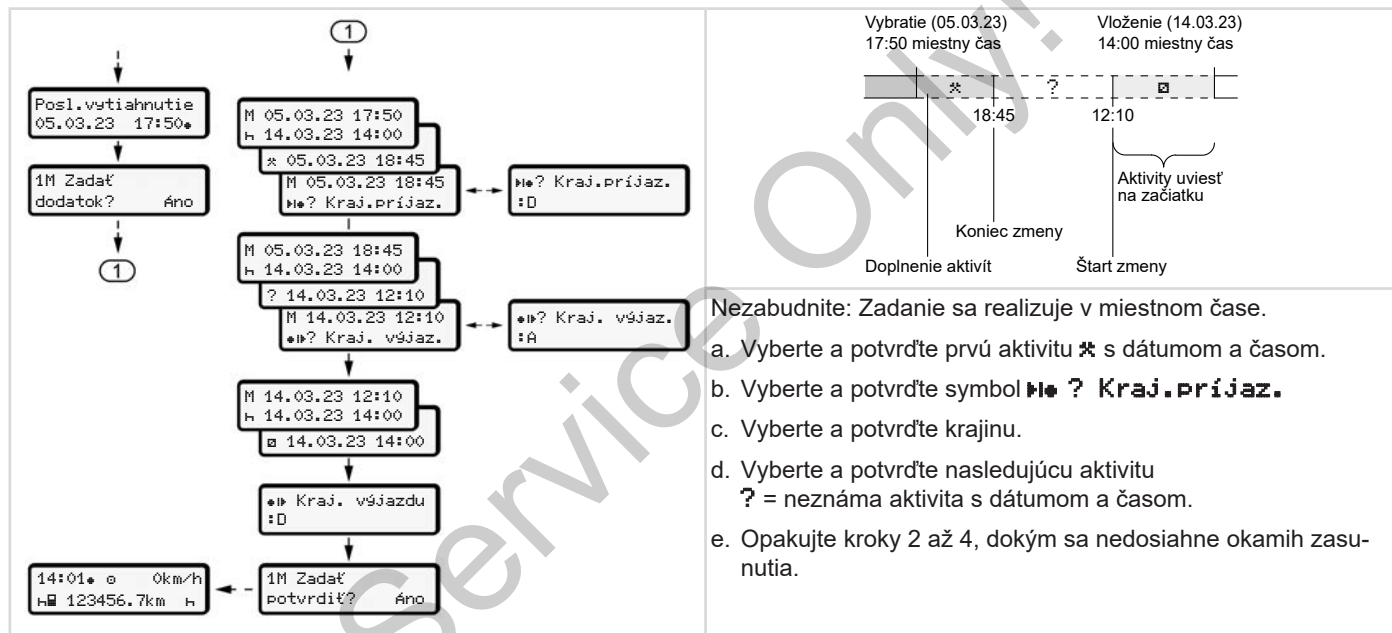 1
Posl.vytiahnutie
05.03.23 17:50●
1M Zadať
dodatok? Áno
1
M 05.03.23 17:50
h 14.03.23 14:00
05.03.23 18:45
M 05.03.23 18:45
? Kraj.príjaz.
? Kraj.príjaz.
:D
M 05.03.23 18:45
h 14.03.23 14:00
? 14.03.23 12:10
M 14.03.23 12:10
? Kraj. výjaz.
? Kraj. výjaz.
:A
M 14.03.23 12:10
h 14.03.23 14:00
14.03.23 14:00
Kraj. výjazdu
:D
1M Zadať
potvrdiť? Áno
14:01● 0km/h
h 123456.7km h
Vybratie (05.03.23)
17:50 miestny čas
Vloženie (14.03.23)
14:00 miestny čas
?
18:45
12:10
Aktivity uviesť
na začiatku
Koniec zmeny
Doplnenie aktivít
Štart zmeny
Nezabudnite: Zadanie sa realizuje v miestnom čase.
a. Vyberte a potvrďte prvú aktivitu s dátumom a časom.
b. Vyberte a potvrďte symbol ? Kraj.príjaz.
c. Vyberte a potvrďte krajinu.
d. Vyberte a potvrďte nasledujúcu aktivitu
? = neznáma aktivita s dátumom a časom.
e. Opakujte kroky 2 až 4, dokým sa nedosiahne okamih zasu-
nutia.
Service Only!